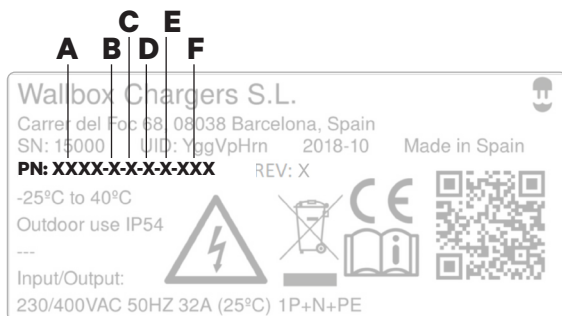 C E
A B D F
Wallbox Chargers S.L.
Carrer del Foc 68, 08038 Barcelona, Spain
SN: 15000 UID: YggVpHrn 2018-10 Made in Spain
PN: XXXX-X-X-X-X-XXX REV: X
-25ºC to 40ºC
Outdoor use IP54
---
Input/Output:
230/400VAC 50HZ 32A (25ºC) 1P+N+PE
CE
i